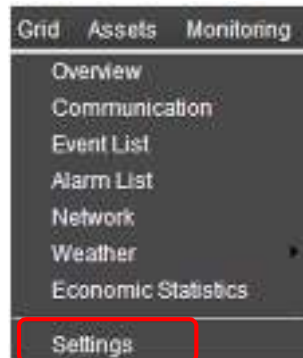 Grid Assets Monitoring
Overview
Communication
Event List
Alarm List
Network
Weather
Economic Statistics
Settings